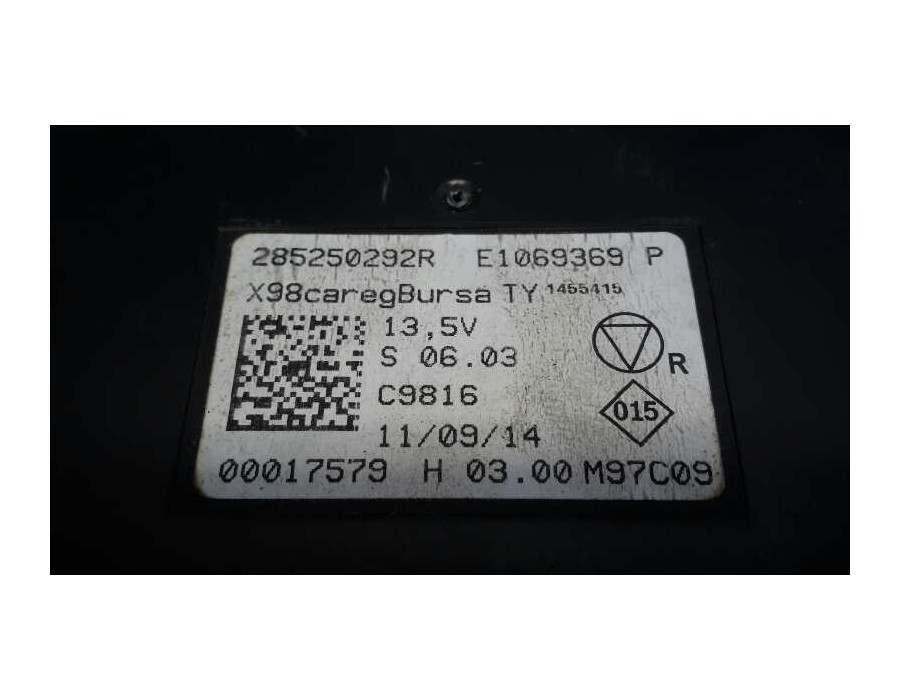 285250292R E1069369 P
X98caregBursa TY 1455415
13,5V
S 06.03
R
C9816
015
11/09/14
00017579 H 03.00 M97C09